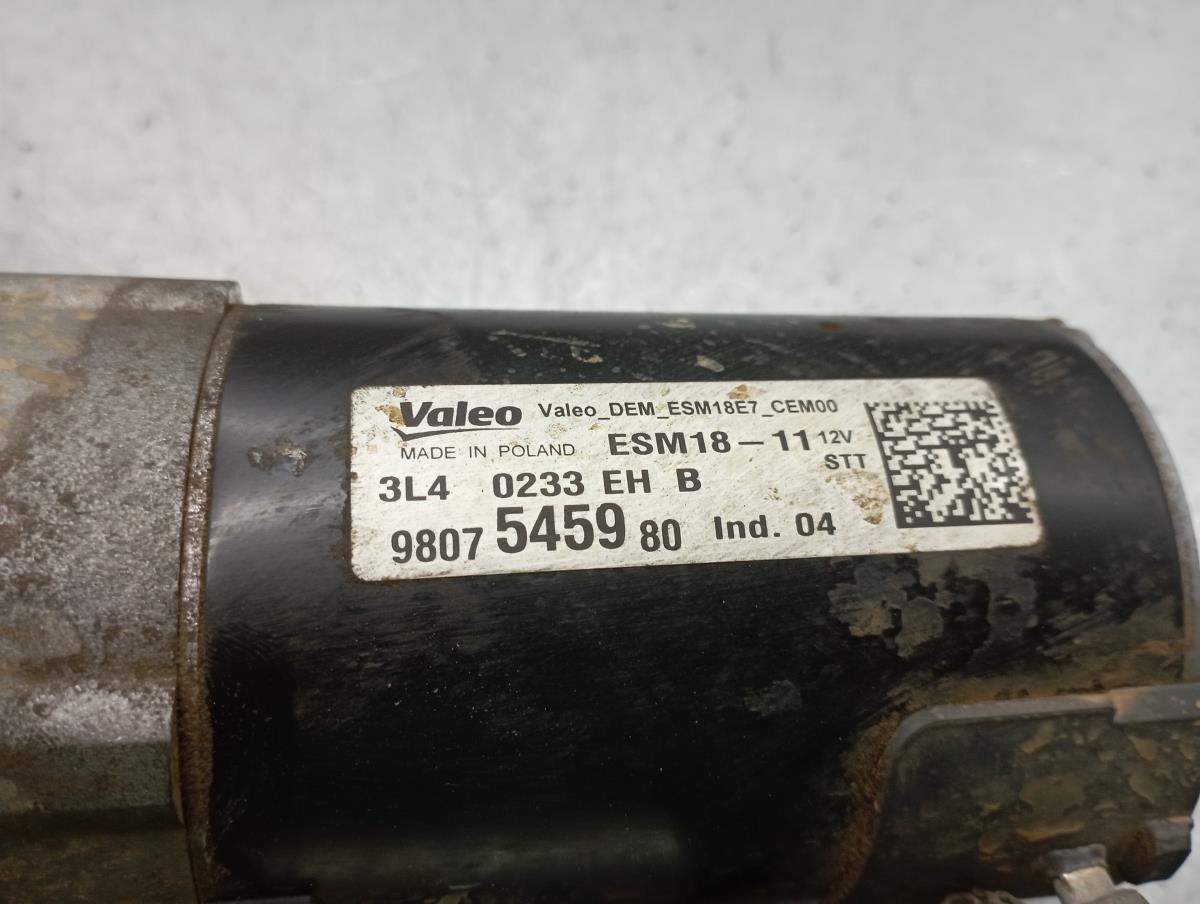 Valeo Valeo_DEM_ESM18E7_CEM00
MADE IN POLAND ESM18-11 12V
STT
3L4 0233 EH B
9807 5459 80 Ind. 04